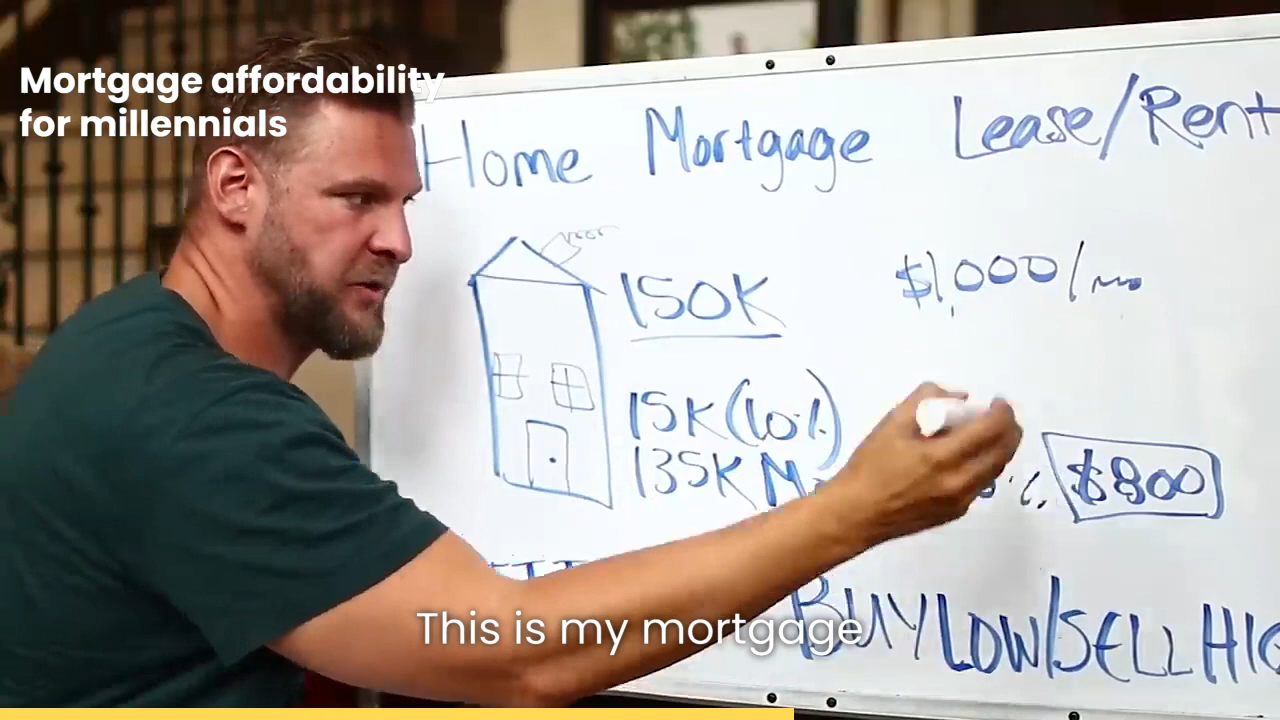 Mortgage affordability
for millennials
Home Mortgage Lease/Rent
150K
$1,000/mo
15K (10%)
135K
$800
BUY LOW/SELL
This is my mortgage